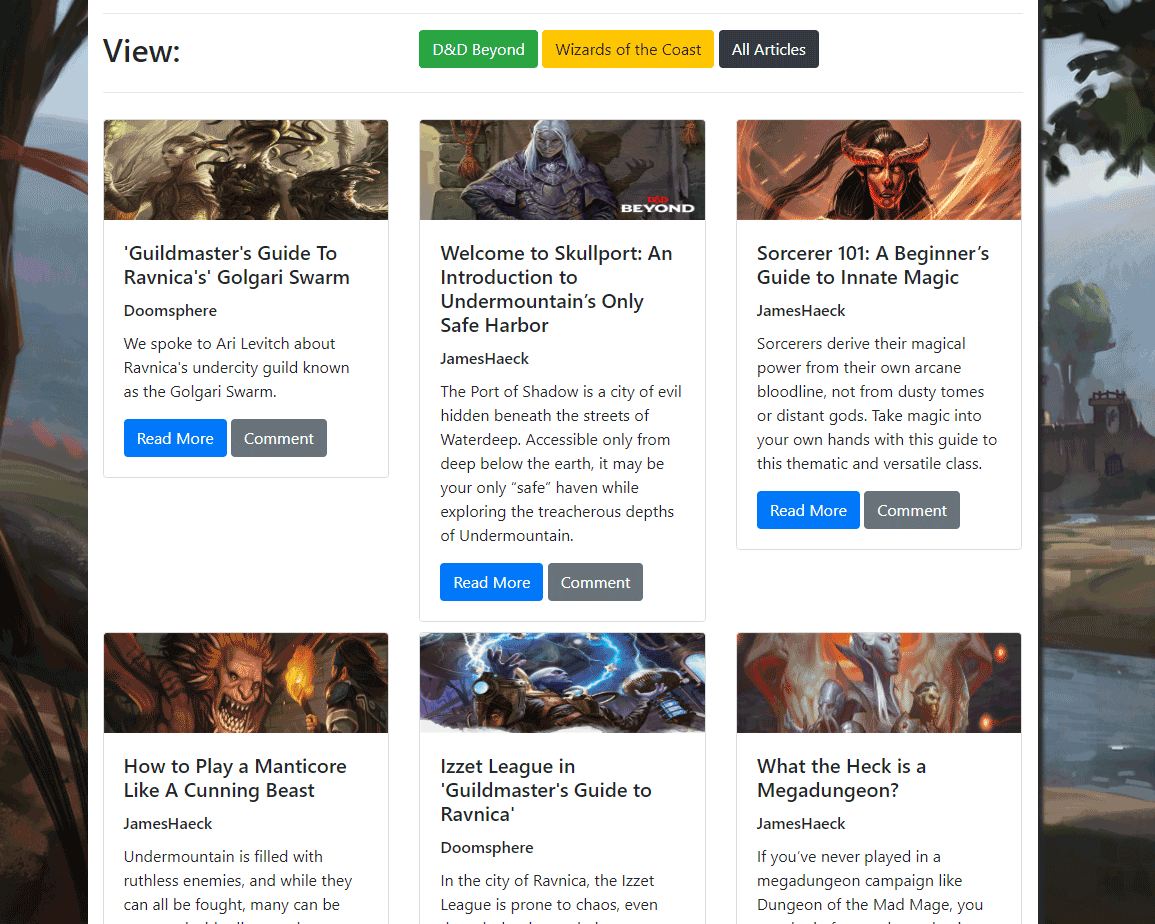 View:
D&D Beyond
Wizards of the Coast
All Articles
D&D
BEYOND
'Guildmaster's Guide To
Ravnica's' Golgari Swarm
Doomsphere
We spoke to Ari Levitch about
Ravnica's undercity guild known
as the Golgari Swarm.
Read More
Comment
Welcome to Skullport: An
Introduction to
Undermountain’s Only
Safe Harbor
JamesHaeck
The Port of Shadow is a city of evil
hidden beneath the streets of
Waterdeep. Accessible only from
deep below the earth, it may be
your only “safe” haven while
exploring the treacherous depths
of Undermountain.
Read More
Comment
Sorcerer 101: A Beginner’s
Guide to Innate Magic
JamesHaeck
Sorcerers derive their magical
power from their own arcane
bloodline, not from dusty tomes
or distant gods. Take magic into
your own hands with this guide to
this thematic and versatile class.
Read More
Comment
How to Play a Manticore
Like A Cunning Beast
JamesHaeck
Undermountain is filled with
ruthless enemies, and while they
can all be fought, many can be
Izzet League in
'Guildmaster's Guide to
Ravnica'
Doomsphere
In the city of Ravnica, the Izzet
League is prone to chaos, even
What the Heck is a
Megadungeon?
JamesHaeck
If you’ve never played in a
megadungeon campaign like
Dungeon of the Mad Mage, you